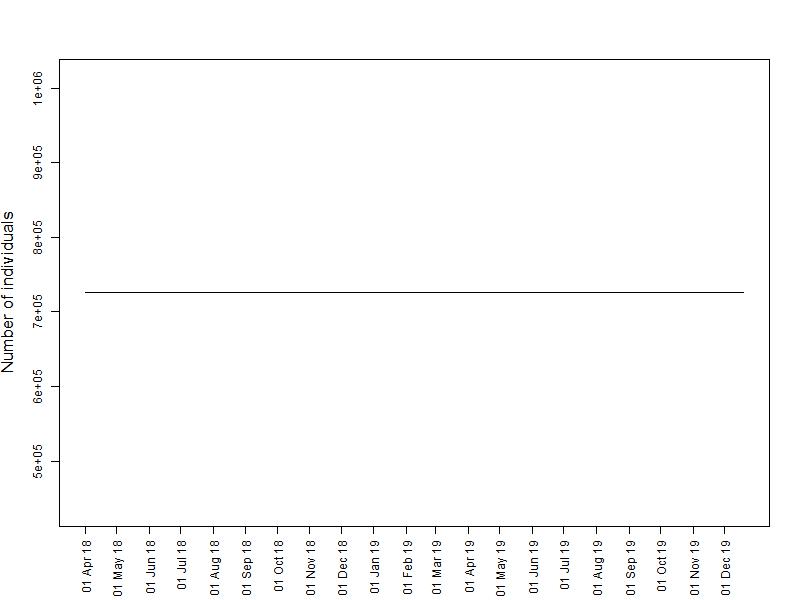 Number of individuals
1e+06
9e+05
8e+05
7e+05
6e+05
5e+05
01 Apr 18
01 May 18
01 Jun 18
01 Jul 18
01 Aug 18
01 Sep 18
01 Oct 18
01 Nov 18
01 Dec 18
01 Jan 19
01 Feb 19
01 Mar 19
01 Apr 19
01 May 19
01 Jun 19
01 Jul 19
01 Aug 19
01 Sep 19
01 Oct 19
01 Nov 19
01 Dec 19